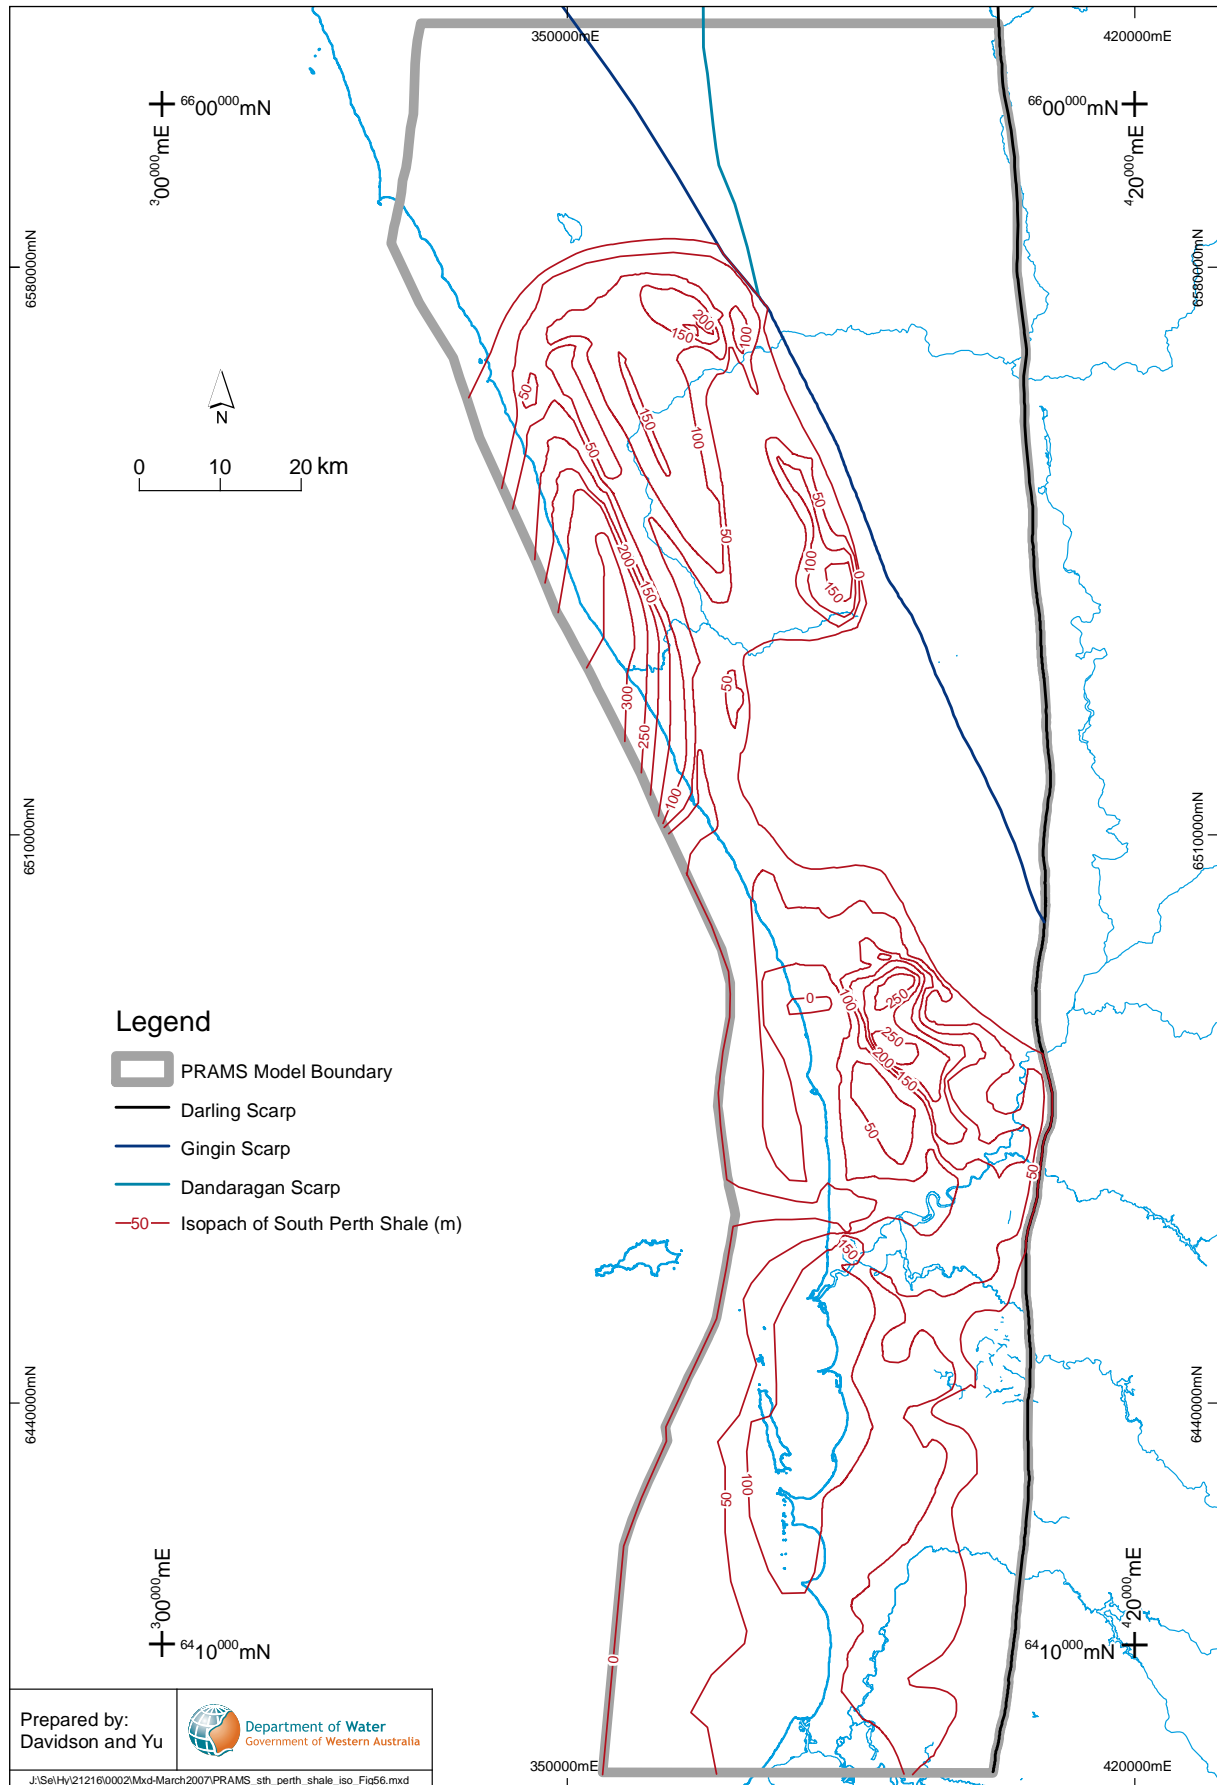 350000mE
420000mE
6600000mN
6600000mN
300000mE
420000mE
6580000mN
6580000mN
200
150
100
50
150
50
100
50
50
200
150
100
0
150
50
300
250
100
N
0 10 20 km
6510000mN
6510000mN
0
100
250
250
200
150
50
50
150
Legend
PRAMS Model Boundary
Darling Scarp
Gingin Scarp
Dandaragan Scarp
50 Isopach of South Perth Shale (m)
6440000mN
6440000mN
100
50
0
300000mE
420000mE
6410000mN
6410000mN
Prepared by:
Davidson and Yu
Department of Water
Government of Western Australia
J:\Se\Hy\21216\0002\Mxd-March2007\PRAMS_sth_perth_shale_iso_Fig56.mxd
350000mE
420000mE